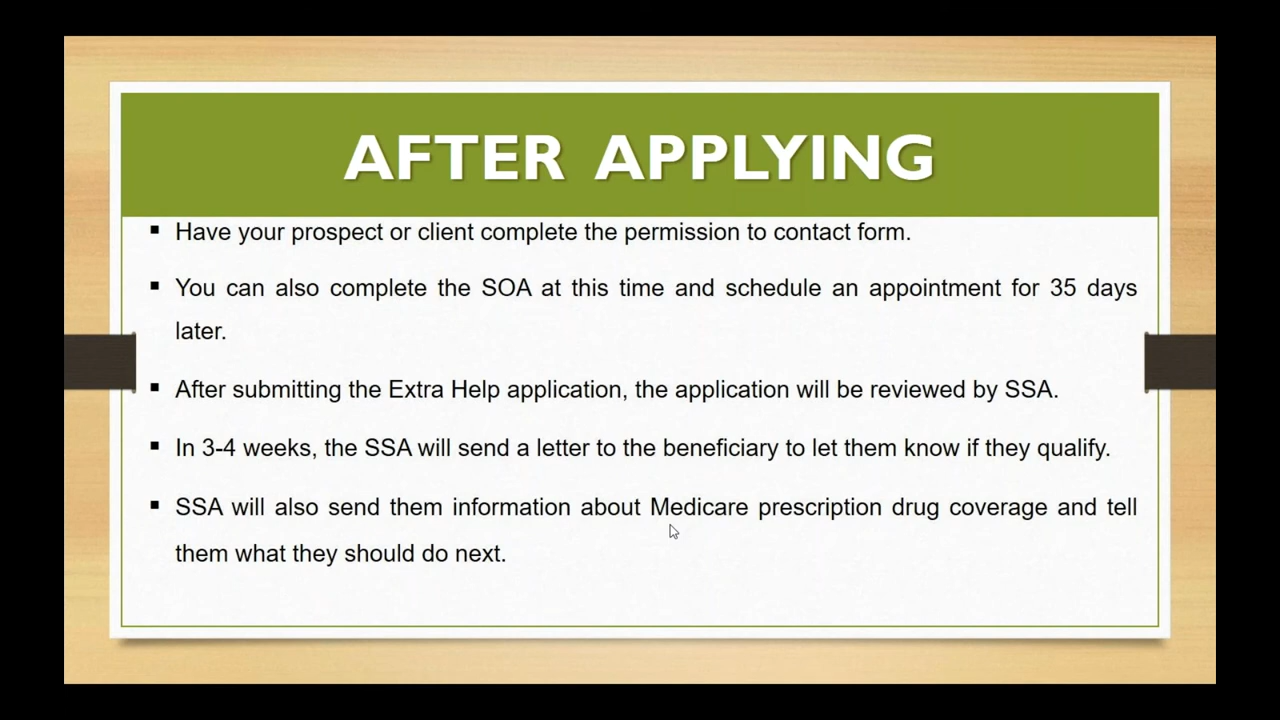 AFTER APPLYING
▪ Have your prospect or client complete the permission to contact form.
▪ You can also complete the SOA at this time and schedule an appointment for 35 days
later.
▪ After submitting the Extra Help application, the application will be reviewed by SSA.
▪ In 3-4 weeks, the SSA will send a letter to the beneficiary to let them know if they qualify.
▪ SSA will also send them information about Medicare prescription drug coverage and tell
them what they should do next.